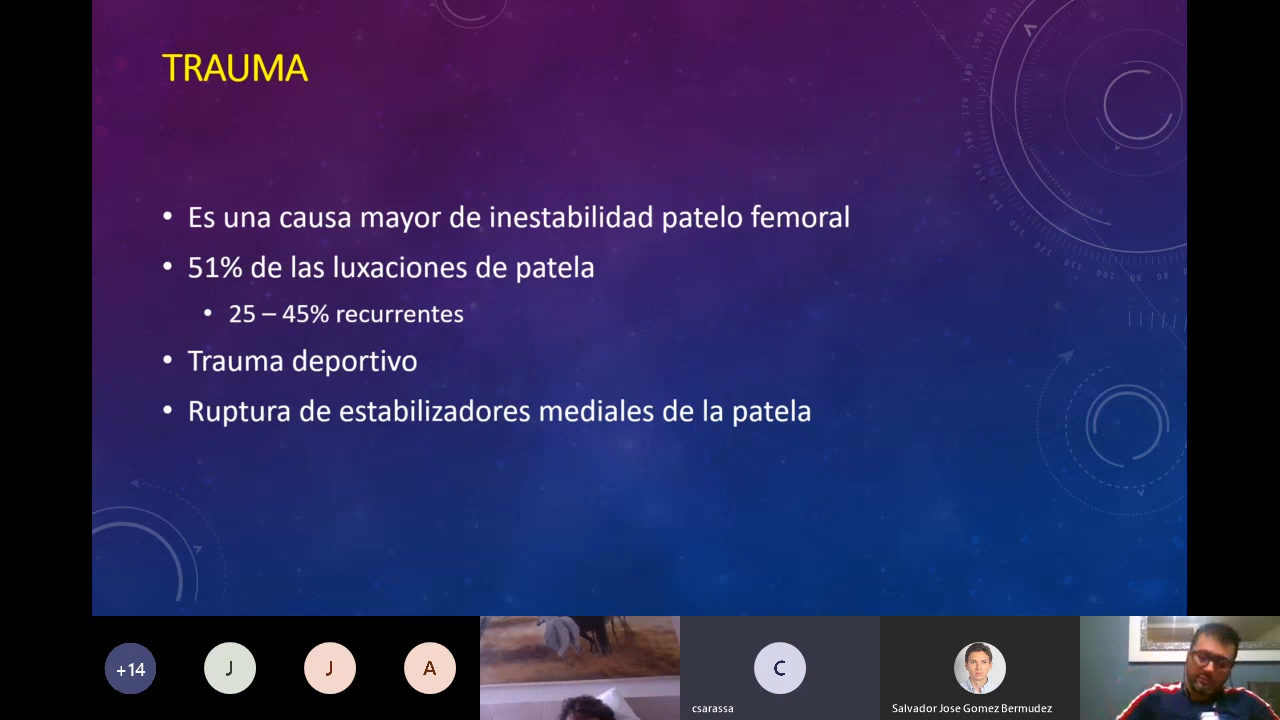 TRAUMA
• Es una causa mayor de inestabilidad patelo femoral
• 51% de las luxaciones de patela
• 25 – 45% recurrentes
• Trauma deportivo
• Ruptura de estabilizadores mediales de la patela
+14
J
J
A
C
csarassa
Salvador Jose Gomez Bermudez